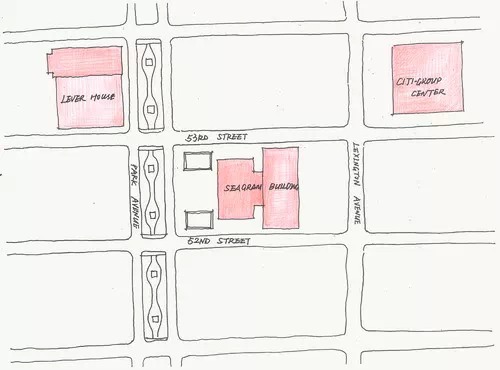 LEVER HOUSE
CITI-GROUP
CENTER
53RD STREET
PARK AVENUE
SEAGRAM BUILDING
LEXINGTON AVENUE
52ND STREET